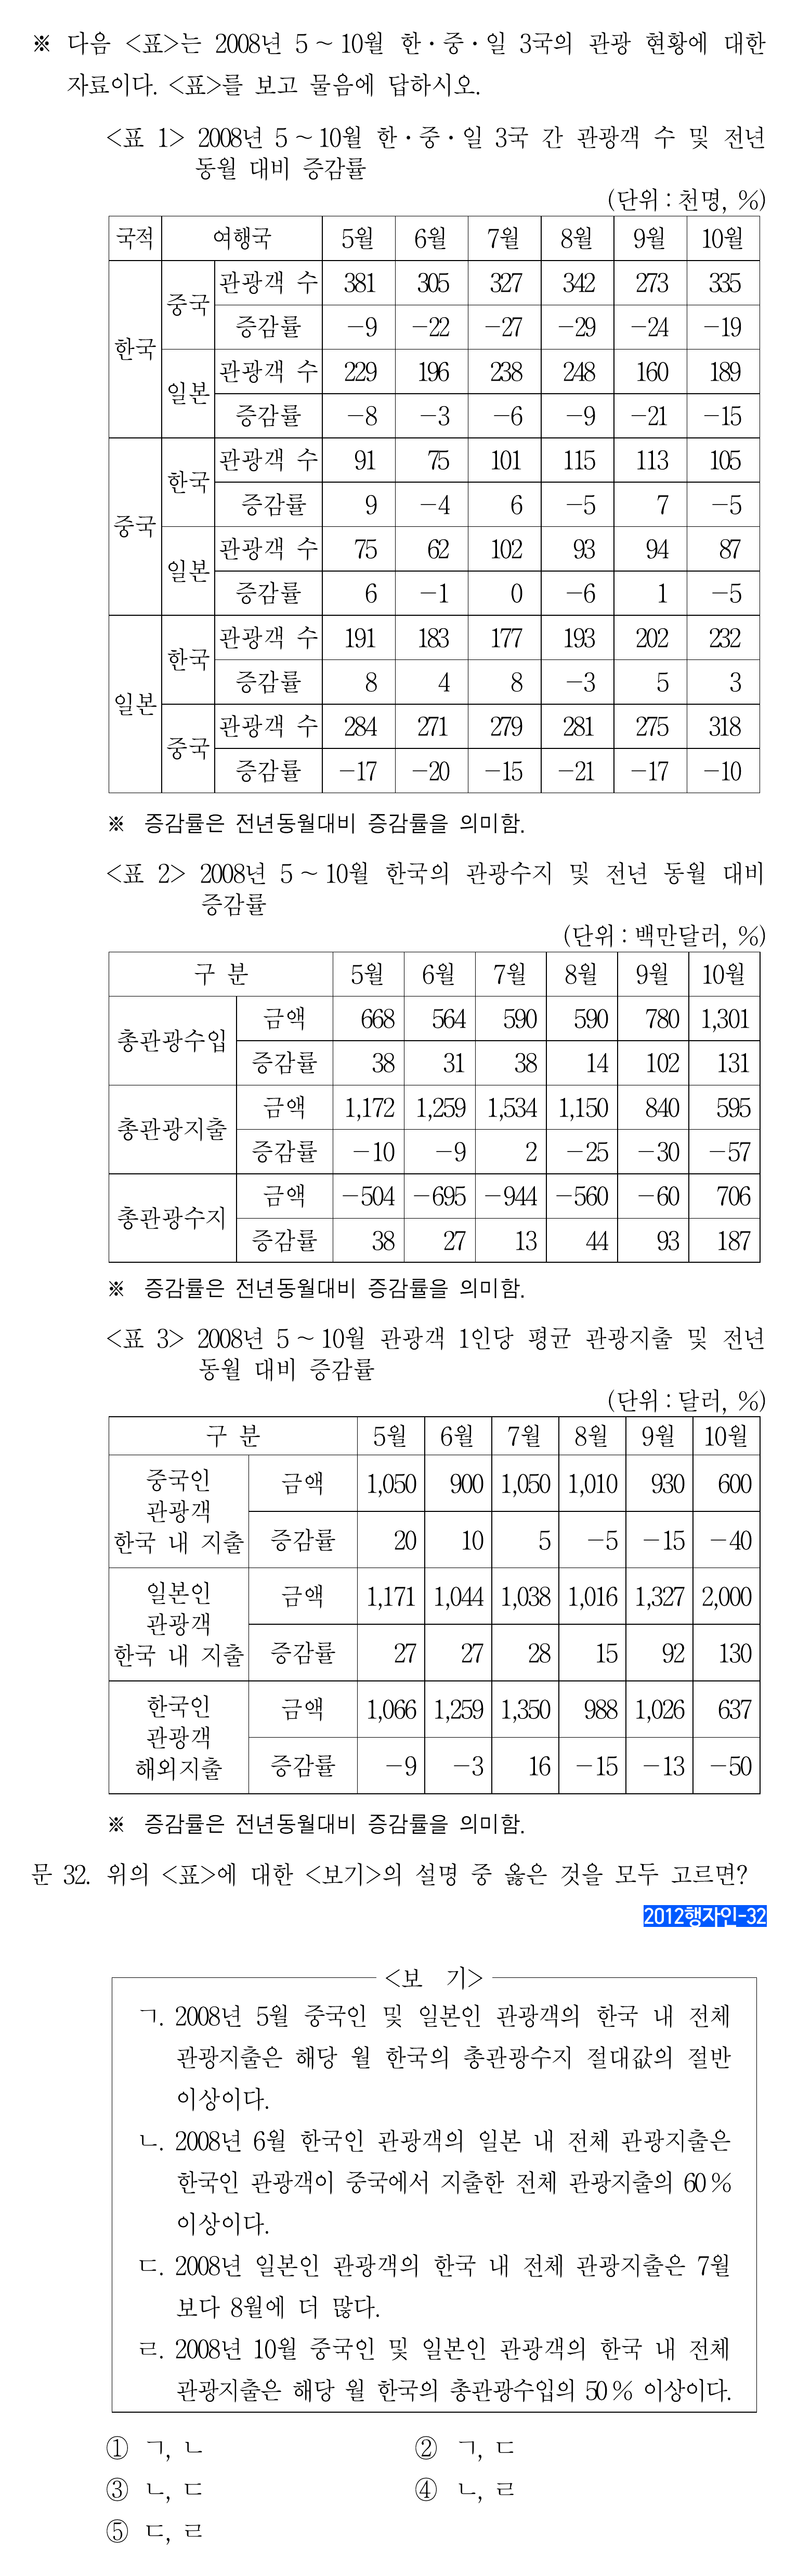 ※ 다음 <표>는 2008년 5 ~ 10월 한·중·일 3국의 관광 현황에 대한
자료이다. <표>를 보고 물음에 답하시오.
<표 1> 2008년 5 ~ 10월 한·중·일 3국 간 관광객 수 및 전년
동월 대비 증감률
(단위 : 천명, %)
국적 여행국 5월 6월 7월 8월 9월 10월
한국 중국 관광객 수 381 305 327 342 273 335
증감률 −9 −22 −27 −29 −24 −19
일본 관광객 수 229 196 238 248 160 189
증감률 −8 −3 −6 −9 −21 −15
중국 한국 관광객 수 91 75 101 115 113 105
증감률 9 −4 6 −5 7 −5
일본 관광객 수 75 62 102 93 94 87
증감률 6 −1 0 −6 1 −5
일본 한국 관광객 수 191 183 177 193 202 232
증감률 8 4 8 −3 5 3
중국 관광객 수 284 271 279 281 275 318
증감률 −17 −20 −15 −21 −17 −10
※ 증감률은 전년동월대비 증감률을 의미함.
<표 2> 2008년 5 ~ 10월 한국의 관광수지 및 전년 동월 대비
증감률
(단위 : 백만달러, %)
구 분 5월 6월 7월 8월 9월 10월
총관광수입 금액 668 564 590 590 780 1,301
증감률 38 31 38 14 102 131
총관광지출 금액 1,172 1,259 1,534 1,150 840 595
증감률 −10 −9 2 −25 −30 −57
총관광수지 금액 −504 −695 −944 −560 −60 706
증감률 38 27 13 44 93 187
※ 증감률은 전년동월대비 증감률을 의미함.
<표 3> 2008년 5 ~ 10월 관광객 1인당 평균 관광지출 및 전년
동월 대비 증감률
(단위 : 달러, %)
구 분 5월 6월 7월 8월 9월 10월
중국인
관광객
한국 내 지출 금액 1,050 900 1,050 1,010 930 600
증감률 20 10 5 −5 −15 −40
일본인
관광객
한국 내 지출 금액 1,171 1,044 1,038 1,016 1,327 2,000
증감률 27 27 28 15 92 130
한국인
관광객
해외지출 금액 1,066 1,259 1,350 988 1,026 637
증감률 −9 −3 16 −15 −13 −50
※ 증감률은 전년동월대비 증감률을 의미함.
문 32. 위의 <표>에 대한 <보기>의 설명 중 옳은 것을 모두 고르면?
2012행자인-32
<보 기>
ㄱ. 2008년 5월 중국인 및 일본인 관광객의 한국 내 전체
관광지출은 해당 월 한국의 총관광수지 절대값의 절반
이상이다.
ㄴ. 2008년 6월 한국인 관광객의 일본 내 전체 관광지출은
한국인 관광객이 중국에서 지출한 전체 관광지출의 60%
이상이다.
ㄷ. 2008년 일본인 관광객의 한국 내 전체 관광지출은 7월
보다 8월에 더 많다.
ㄹ. 2008년 10월 중국인 및 일본인 관광객의 한국 내 전체
관광지출은 해당 월 한국의 총관광수입의 50% 이상이다.
① ㄱ, ㄴ ② ㄱ, ㄷ
③ ㄴ, ㄷ ④ ㄴ, ㄹ
⑤ ㄷ, ㄹ